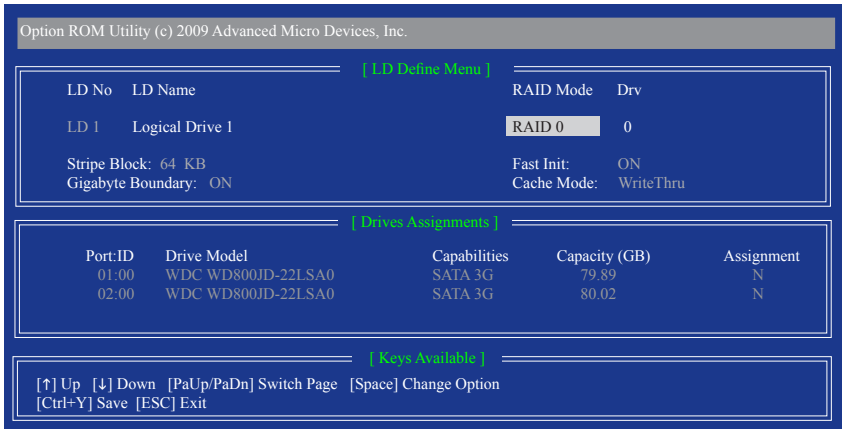 Option ROM Utility (c) 2009 Advanced Micro Devices, Inc.
[ LD Define Menu ]
LD No LD Name RAID Mode Drv
LD 1 Logical Drive 1 RAID 0 0
Stripe Block: 64 KB Fast Init: ON
Gigabyte Boundary: ON Cache Mode: WriteThru
[ Drives Assignments ]
Port:ID Drive Model Capabilities Capacity (GB) Assignment
01:00 WDC WD800JD-22LSA0 SATA 3G 79.89 N
02:00 WDC WD800JD-22LSA0 SATA 3G 80.02 N
[ Keys Available ]
[↑] Up [↓] Down [PaUp/PaDn] Switch Page [Space] Change Option
[Ctrl+Y] Save [ESC] Exit